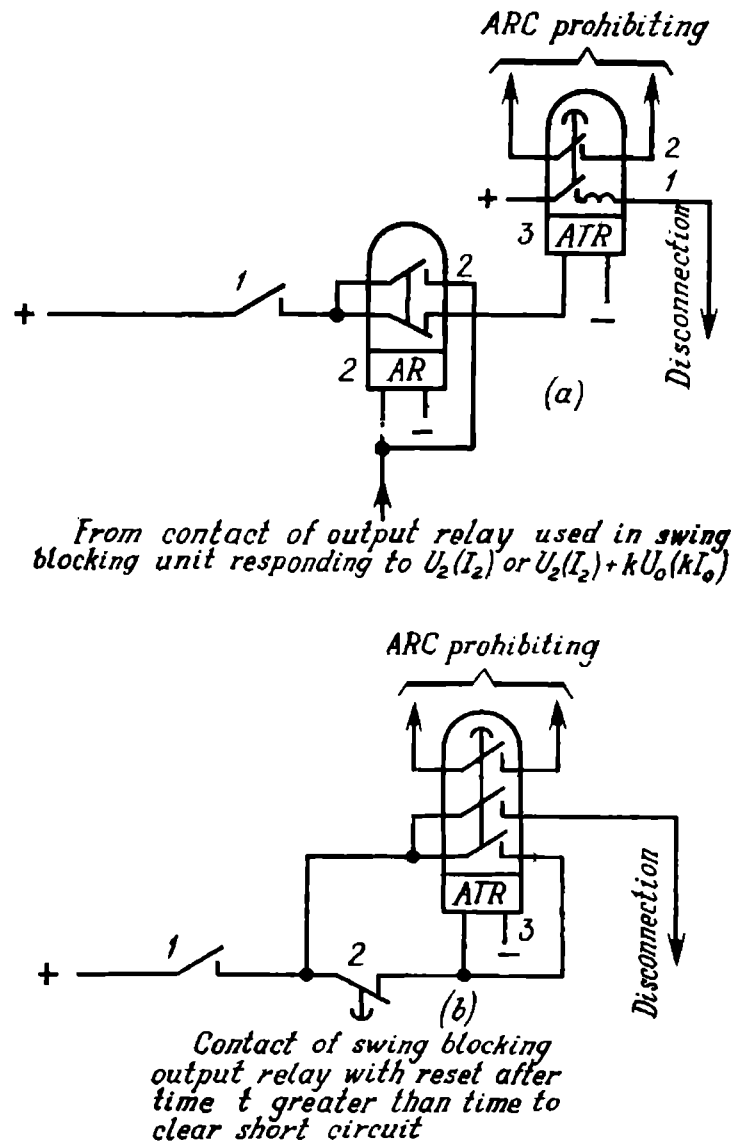 ARC prohibiting
2
1
+
3 ATR
1
2
+
2 AR
Disconnection
(a)
From contact of output relay used in swing
blocking unit responding to U₂(I₂) or U₂(I₂)+kU₀(kI₀)
ARC prohibiting
ATR
3
1
2
+
Disconnection
(b)
Contact of swing blocking
output relay with reset after
time t greater than time to
clear short circuit